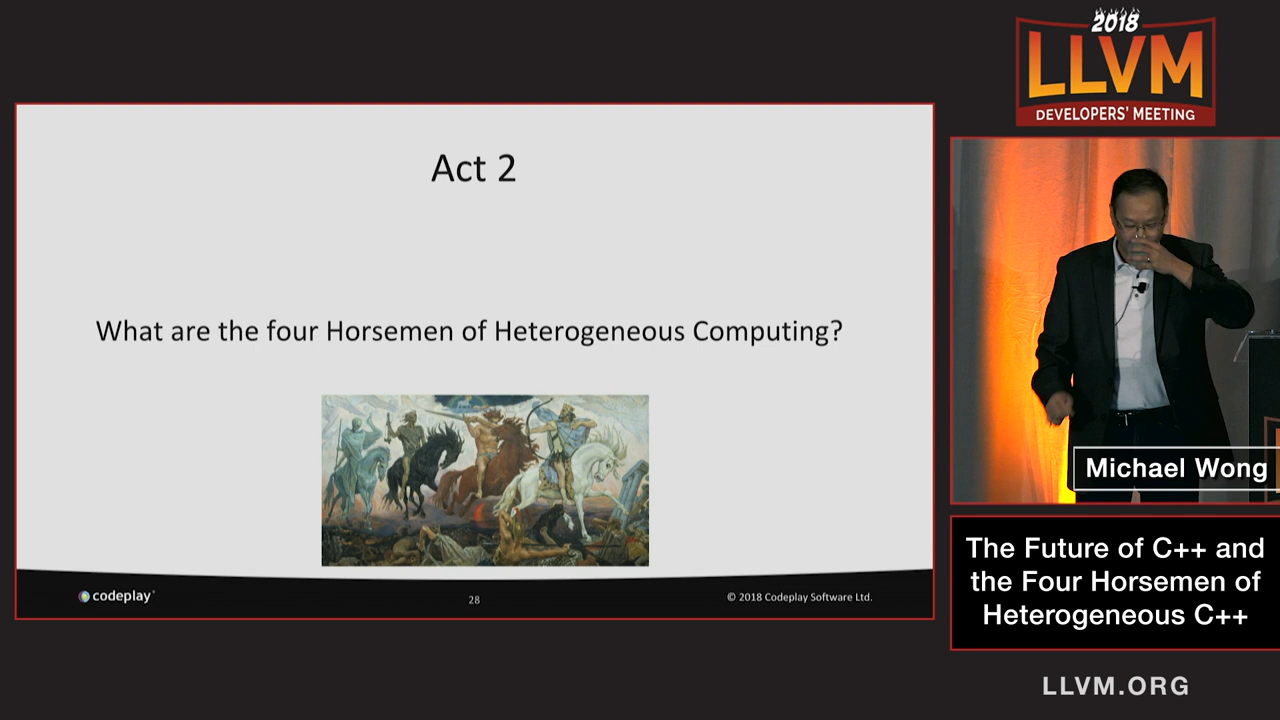 Act 2
What are the four Horsemen of Heterogeneous Computing?
codeplay
28
© 2018 Codeplay Software Ltd.
2018
LLVM
DEVELOPERS' MEETING
Michael Wong
The Future of C++ and
the Four Horsemen of
Heterogeneous C++
LLVM.ORG